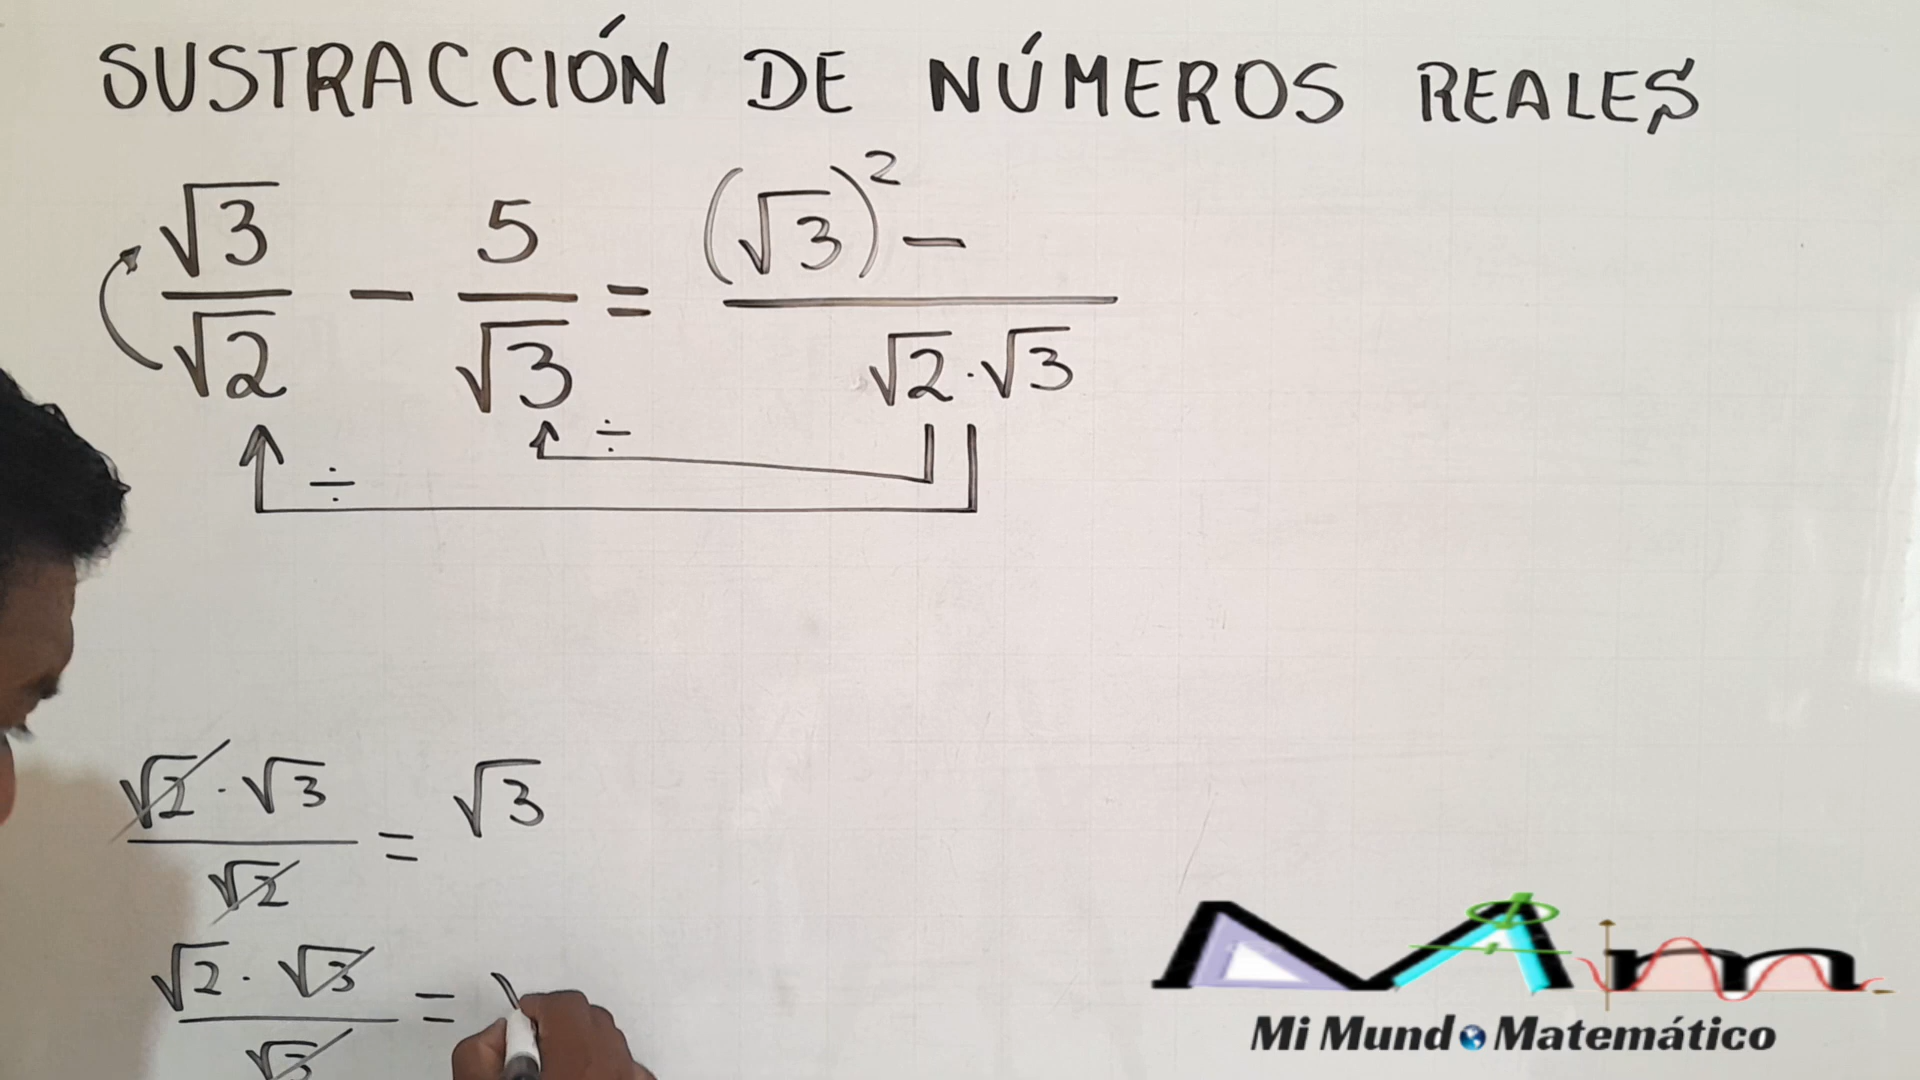 SUSTRACCIÓN DE NÚMEROS REALES
√3/√2 - 5/√3 = (√3)² - / √2·√3
÷
÷
√2·√3/√2 = √3
√2·√3/√3 =
Mi Mundo Matemático